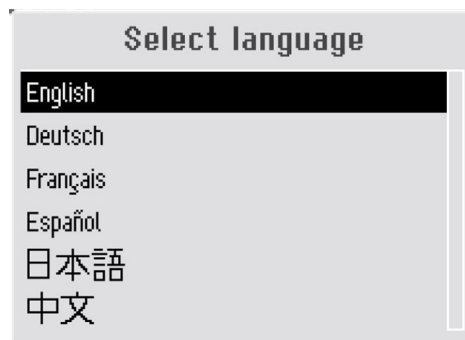 Select language
English
Deutsch
Français
Español
日本語
中文